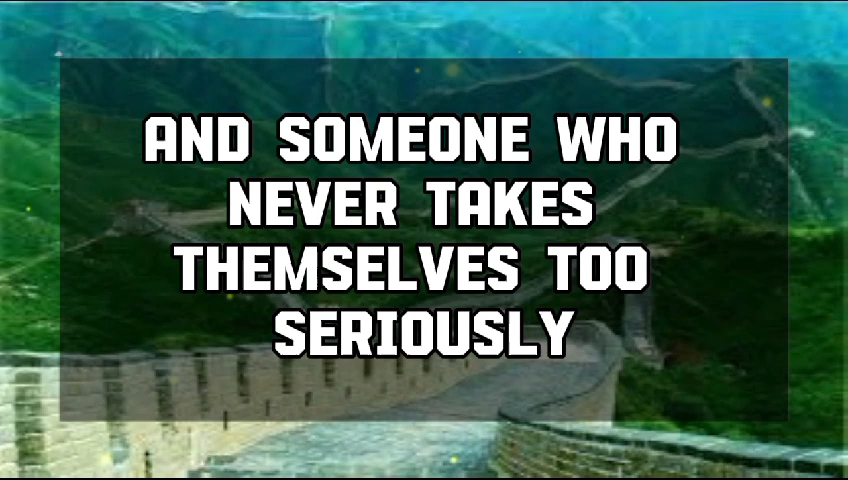 AND SOMEONE WHO
NEVER TAKES
THEMSELVES TOO
SERIOUSLY